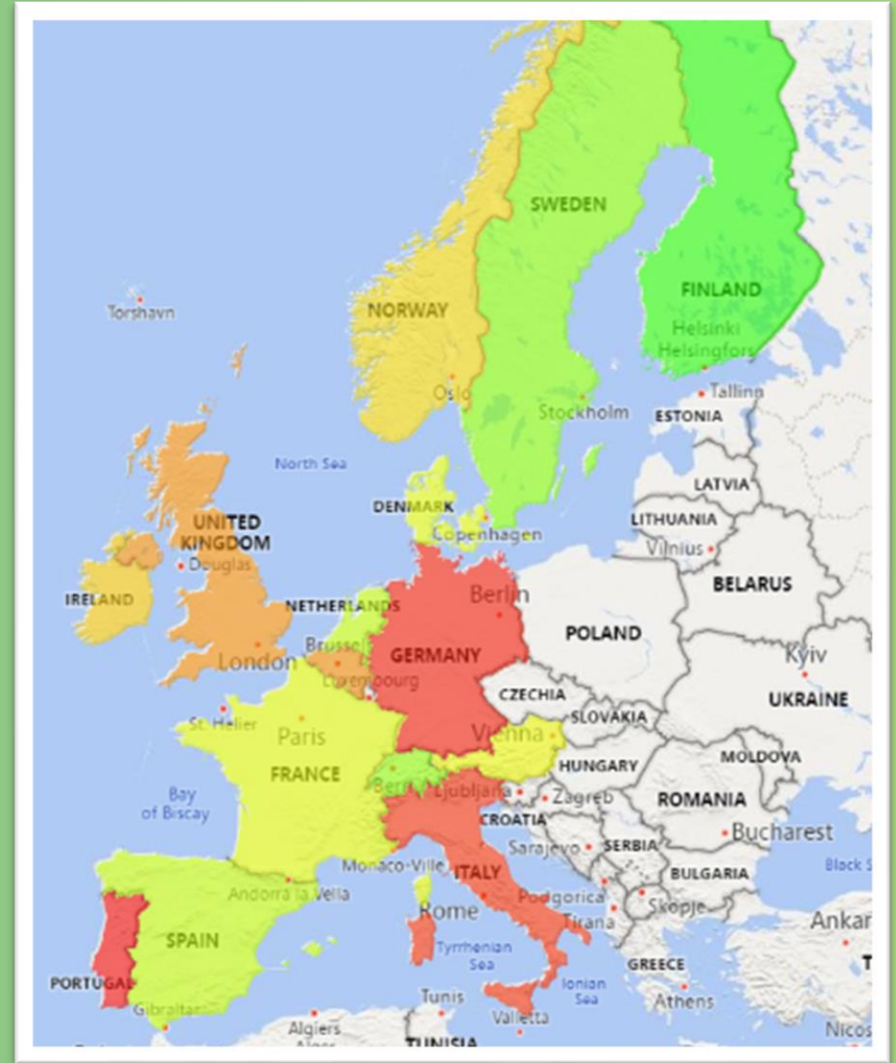 SWEDEN
FINLAND
Torshavn
NORWAY
Helsinki
Helsingfors
Oslo
Tallinn
Stockholm
ESTONIA
North Sea
LATVIA
DENMARK
UNITED
KINGDOM
LITHUANIA
Copenhagen
Vilnius
Douglas
BELARUS
IRELAND
NETHERLANDS
Berlin
POLAND
Brussel
London
GERMANY
Kyiv
Luxembourg
CZECHIA
UKRAINE
St. Helier
Paris
Vienna
SLOVAKIA
MOLDOVA
FRANCE
HUNGARY
Bern
Ljubljana
Zagreb
ROMANIA
Bay
of Biscay
CROATIA
Bucharest
Sarajevo
SERBIA
Monaco-Ville
ITALY
Black S
BULGARIA
Andorra la Vella
Podgorica
Rome
Skopje
Tirana
Ankar
SPAIN
Tyrrhenian
Sea
GREECE
T
PORTUGAL
Ionian
Sea
Tunis
Athens
Gibraltar
Valletta
Algiers
Nicos
TUNISIA